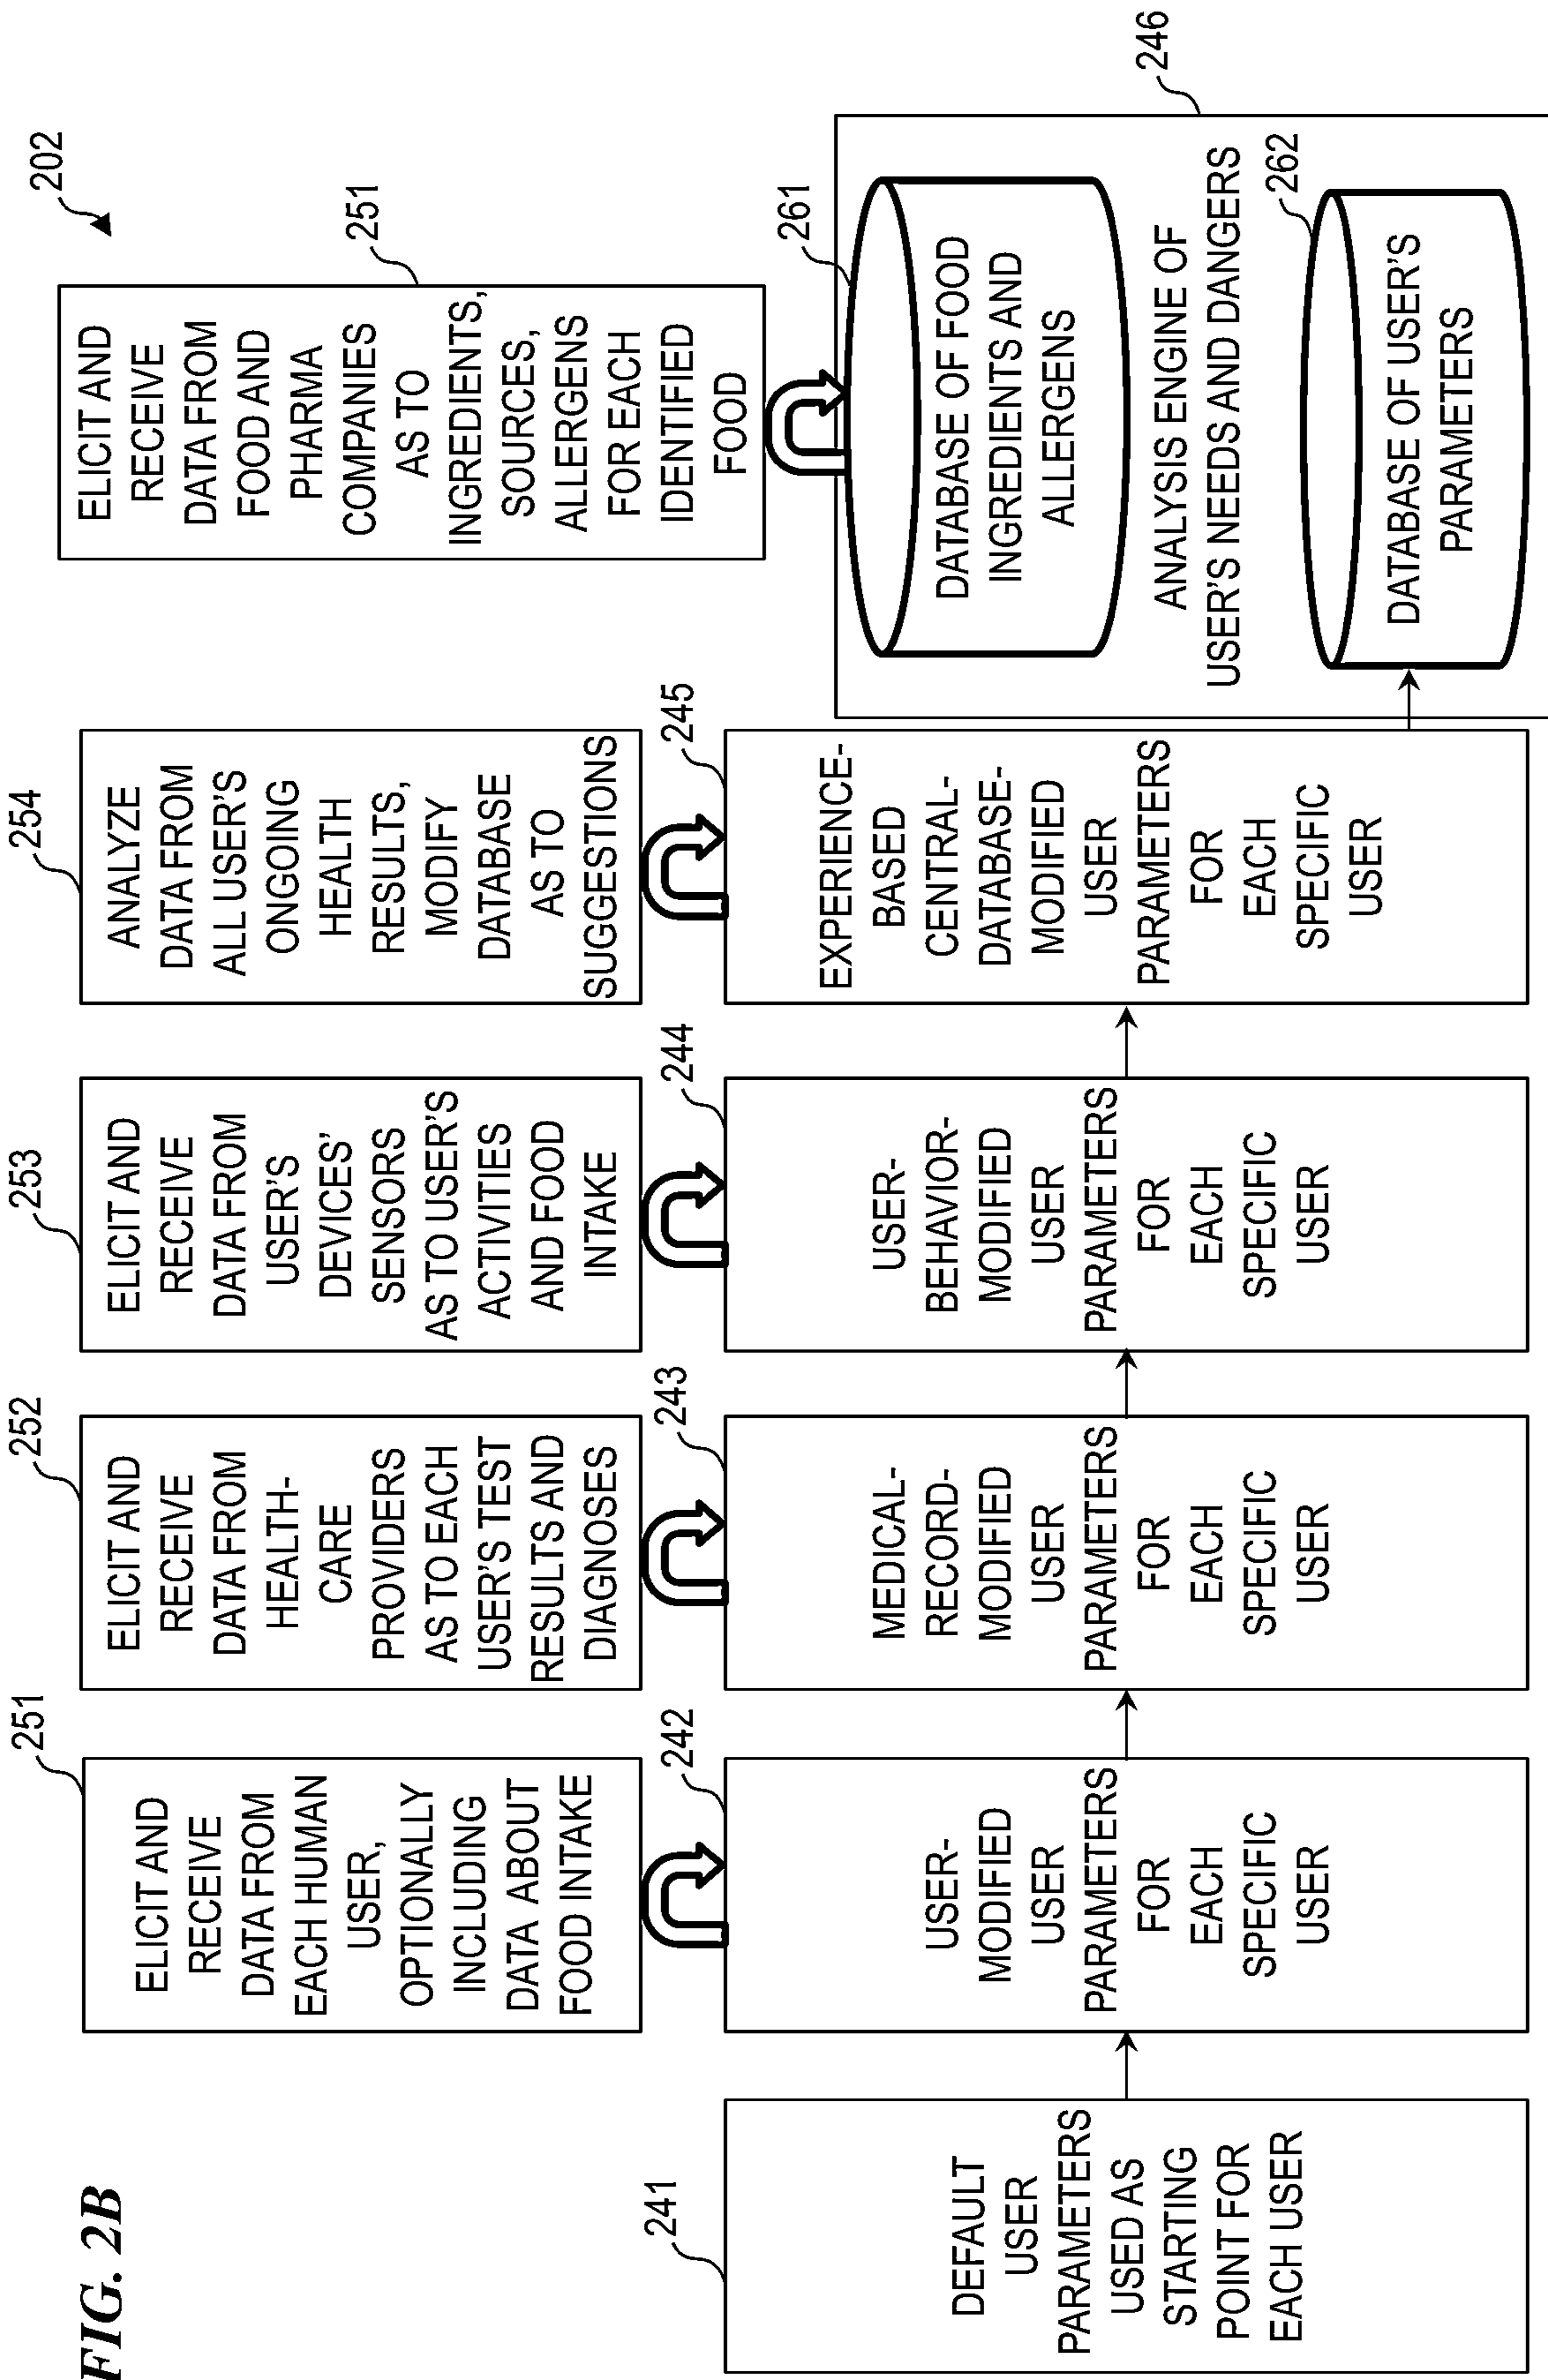 FIG. 2B
202
241
DEFAULT
USER
PARAMETERS
USED AS
STARTING
POINT FOR
EACH USER
251
ELICIT AND
RECEIVE
DATA FROM
EACH HUMAN
USER,
OPTIONALLY
INCLUDING
DATA ABOUT
FOOD INTAKE
242
USER-
MODIFIED
USER
PARAMETERS
FOR
EACH
SPECIFIC
USER
252
ELICIT AND
RECEIVE
DATA FROM
HEALTH-
CARE
PROVIDERS
AS TO EACH
USER'S TEST
RESULTS AND
DIAGNOSES
243
MEDICAL-
RECORD-
MODIFIED
USER
PARAMETERS
FOR
EACH
SPECIFIC
USER
253
ELICIT AND
RECEIVE
DATA FROM
USER'S
DEVICES'
SENSORS
AS TO USER'S
ACTIVITIES
AND FOOD
INTAKE
244
USER-
BEHAVIOR-
MODIFIED
USER
PARAMETERS
FOR
EACH
SPECIFIC
USER
254
ANALYZE
DATA FROM
ALL USER'S
ONGOING
HEALTH
RESULTS,
MODIFY
DATABASE
AS TO
SUGGESTIONS
245
EXPERIENCE-
BASED
CENTRAL-
DATABASE-
MODIFIED
USER
PARAMETERS
FOR
EACH
SPECIFIC
USER
251
ELICIT AND
RECEIVE
DATA FROM
FOOD AND
PHARMA
COMPANIES
AS TO
INGREDIENTS,
SOURCES,
ALLERGENS
FOR EACH
IDENTIFIED
FOOD
261
DATABASE OF FOOD
INGREDIENTS AND
ALLERGENS
246
ANALYSIS ENGINE OF
USER'S NEEDS AND DANGERS
262
DATABASE OF USER'S
PARAMETERS